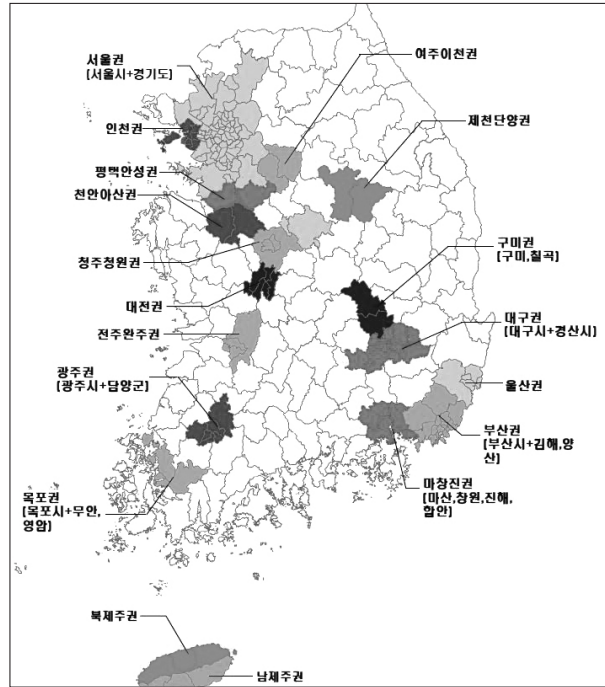 서울권
(서울시+경기도)
여주이천권
인천권
제천단양권
평택안성권
천안아산권
청주청원권
구미권
(구미,칠곡)
대전권
대구권
(대구시+경산시)
전주완주권
광주권
(광주시+담양군)
울산권
부산권
(부산시+김해,양
산)
마창진권
(마산,창원,진해,
함안)
목포권
(목포시+무안,
영암)
북제주권
남제주권